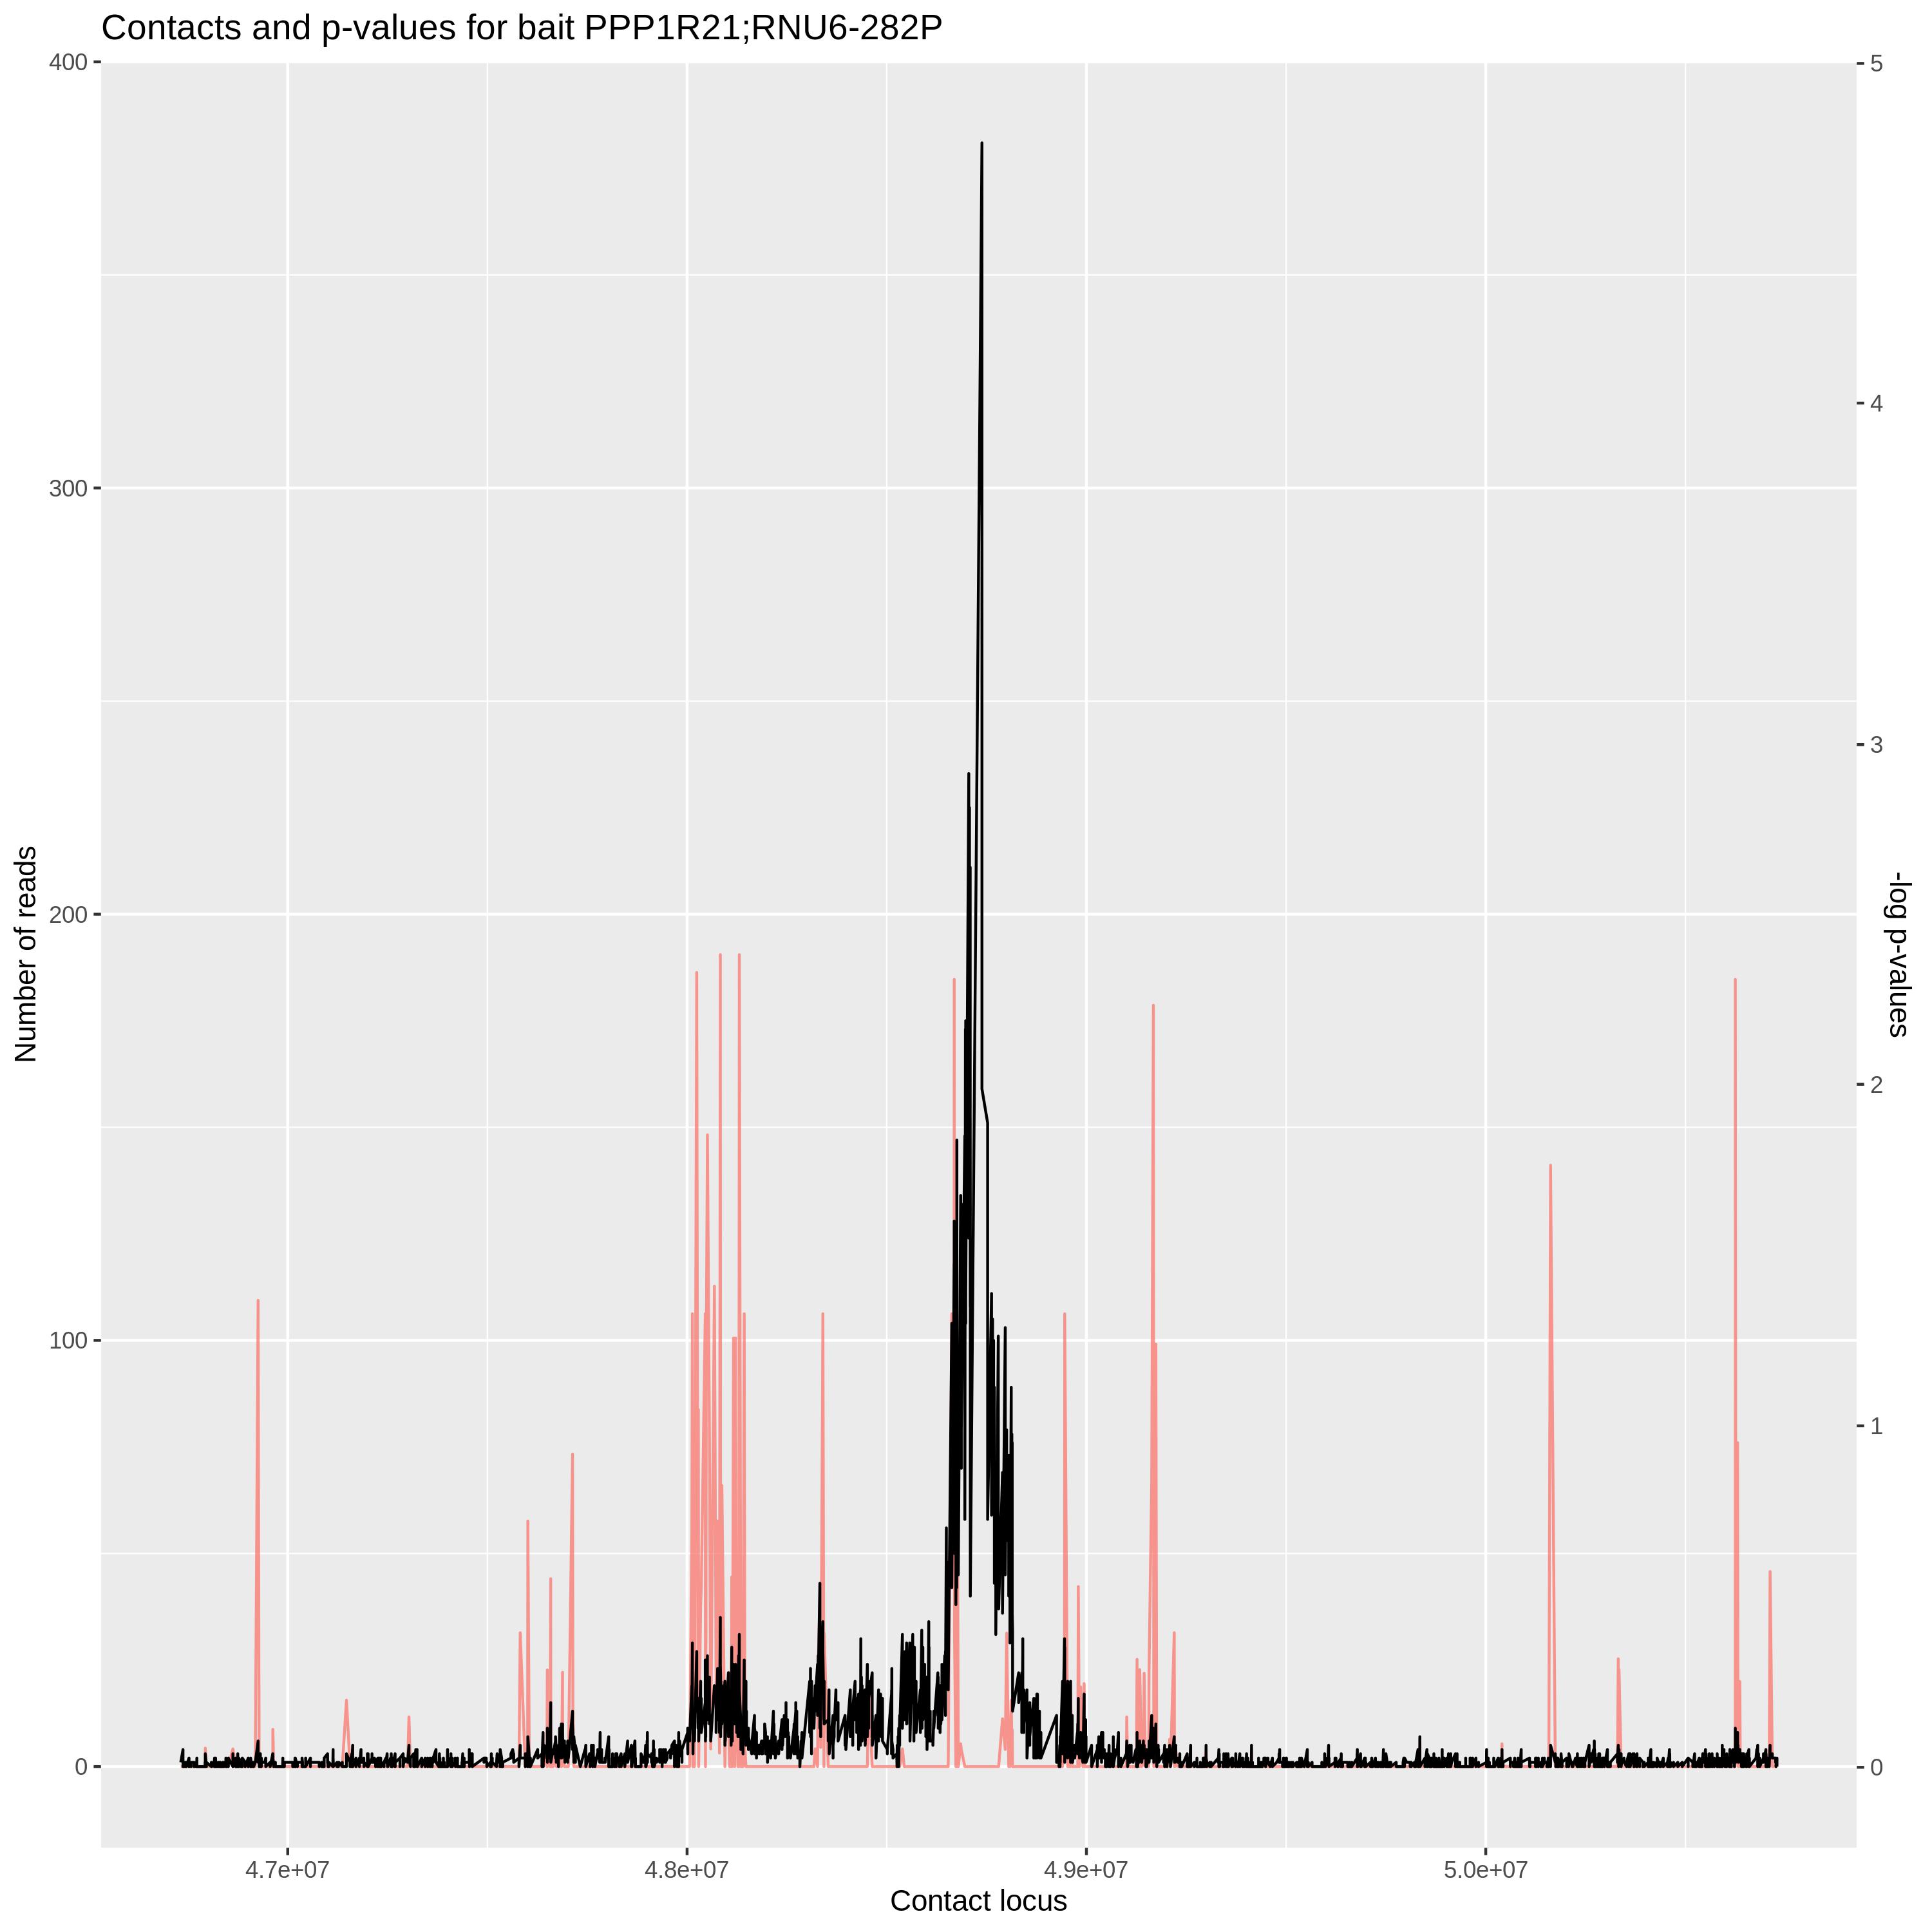 Contacts and p-values for bait PPP1R21;RNU6-282P
400
300
200
100
0
Number of reads
5
4
3
2
1
0
-log p-values
4.7e+07
4.8e+07
4.9e+07
5.0e+07
Contact locus